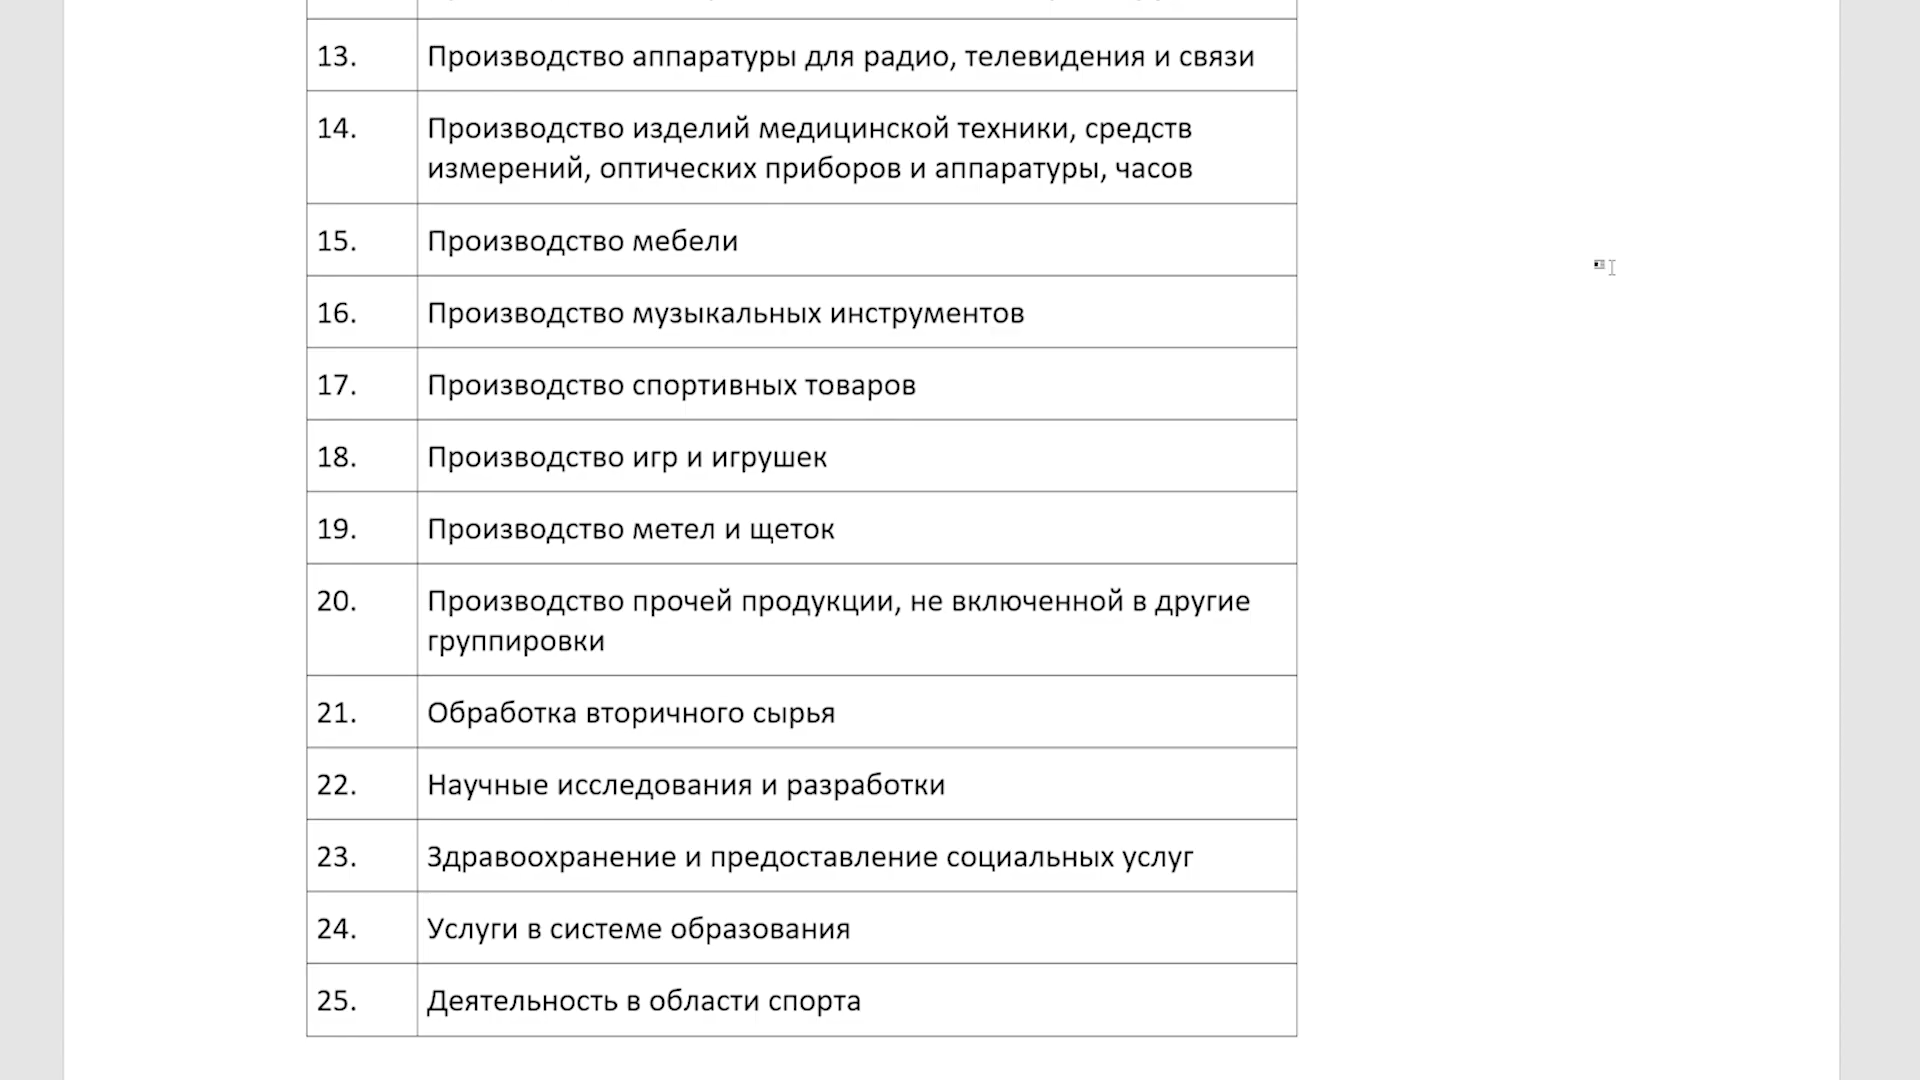 13. Производство аппаратуры для радио, телевидения и связи
14. Производство изделий медицинской техники, средств
измерений, оптических приборов и аппаратуры, часов
15. Производство мебели
16. Производство музыкальных инструментов
17. Производство спортивных товаров
18. Производство игр и игрушек
19. Производство метел и щеток
20. Производство прочей продукции, не включенной в другие
группировки
21. Обработка вторичного сырья
22. Научные исследования и разработки
23. Здравоохранение и предоставление социальных услуг
24. Услуги в системе образования
25. Деятельность в области спорта